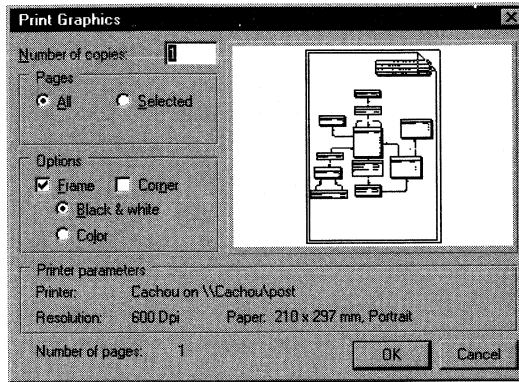 Print Graphics
Number of copies: 1
Pages
All Selected
Options
Frame Corner
Black & white
Color
Printer parameters
Printer: Cachou on \\Cachou\post
Resolution: 600 Dpi Paper: 210 x 297 mm, Portrait
Number of pages: 1
OK Cancel